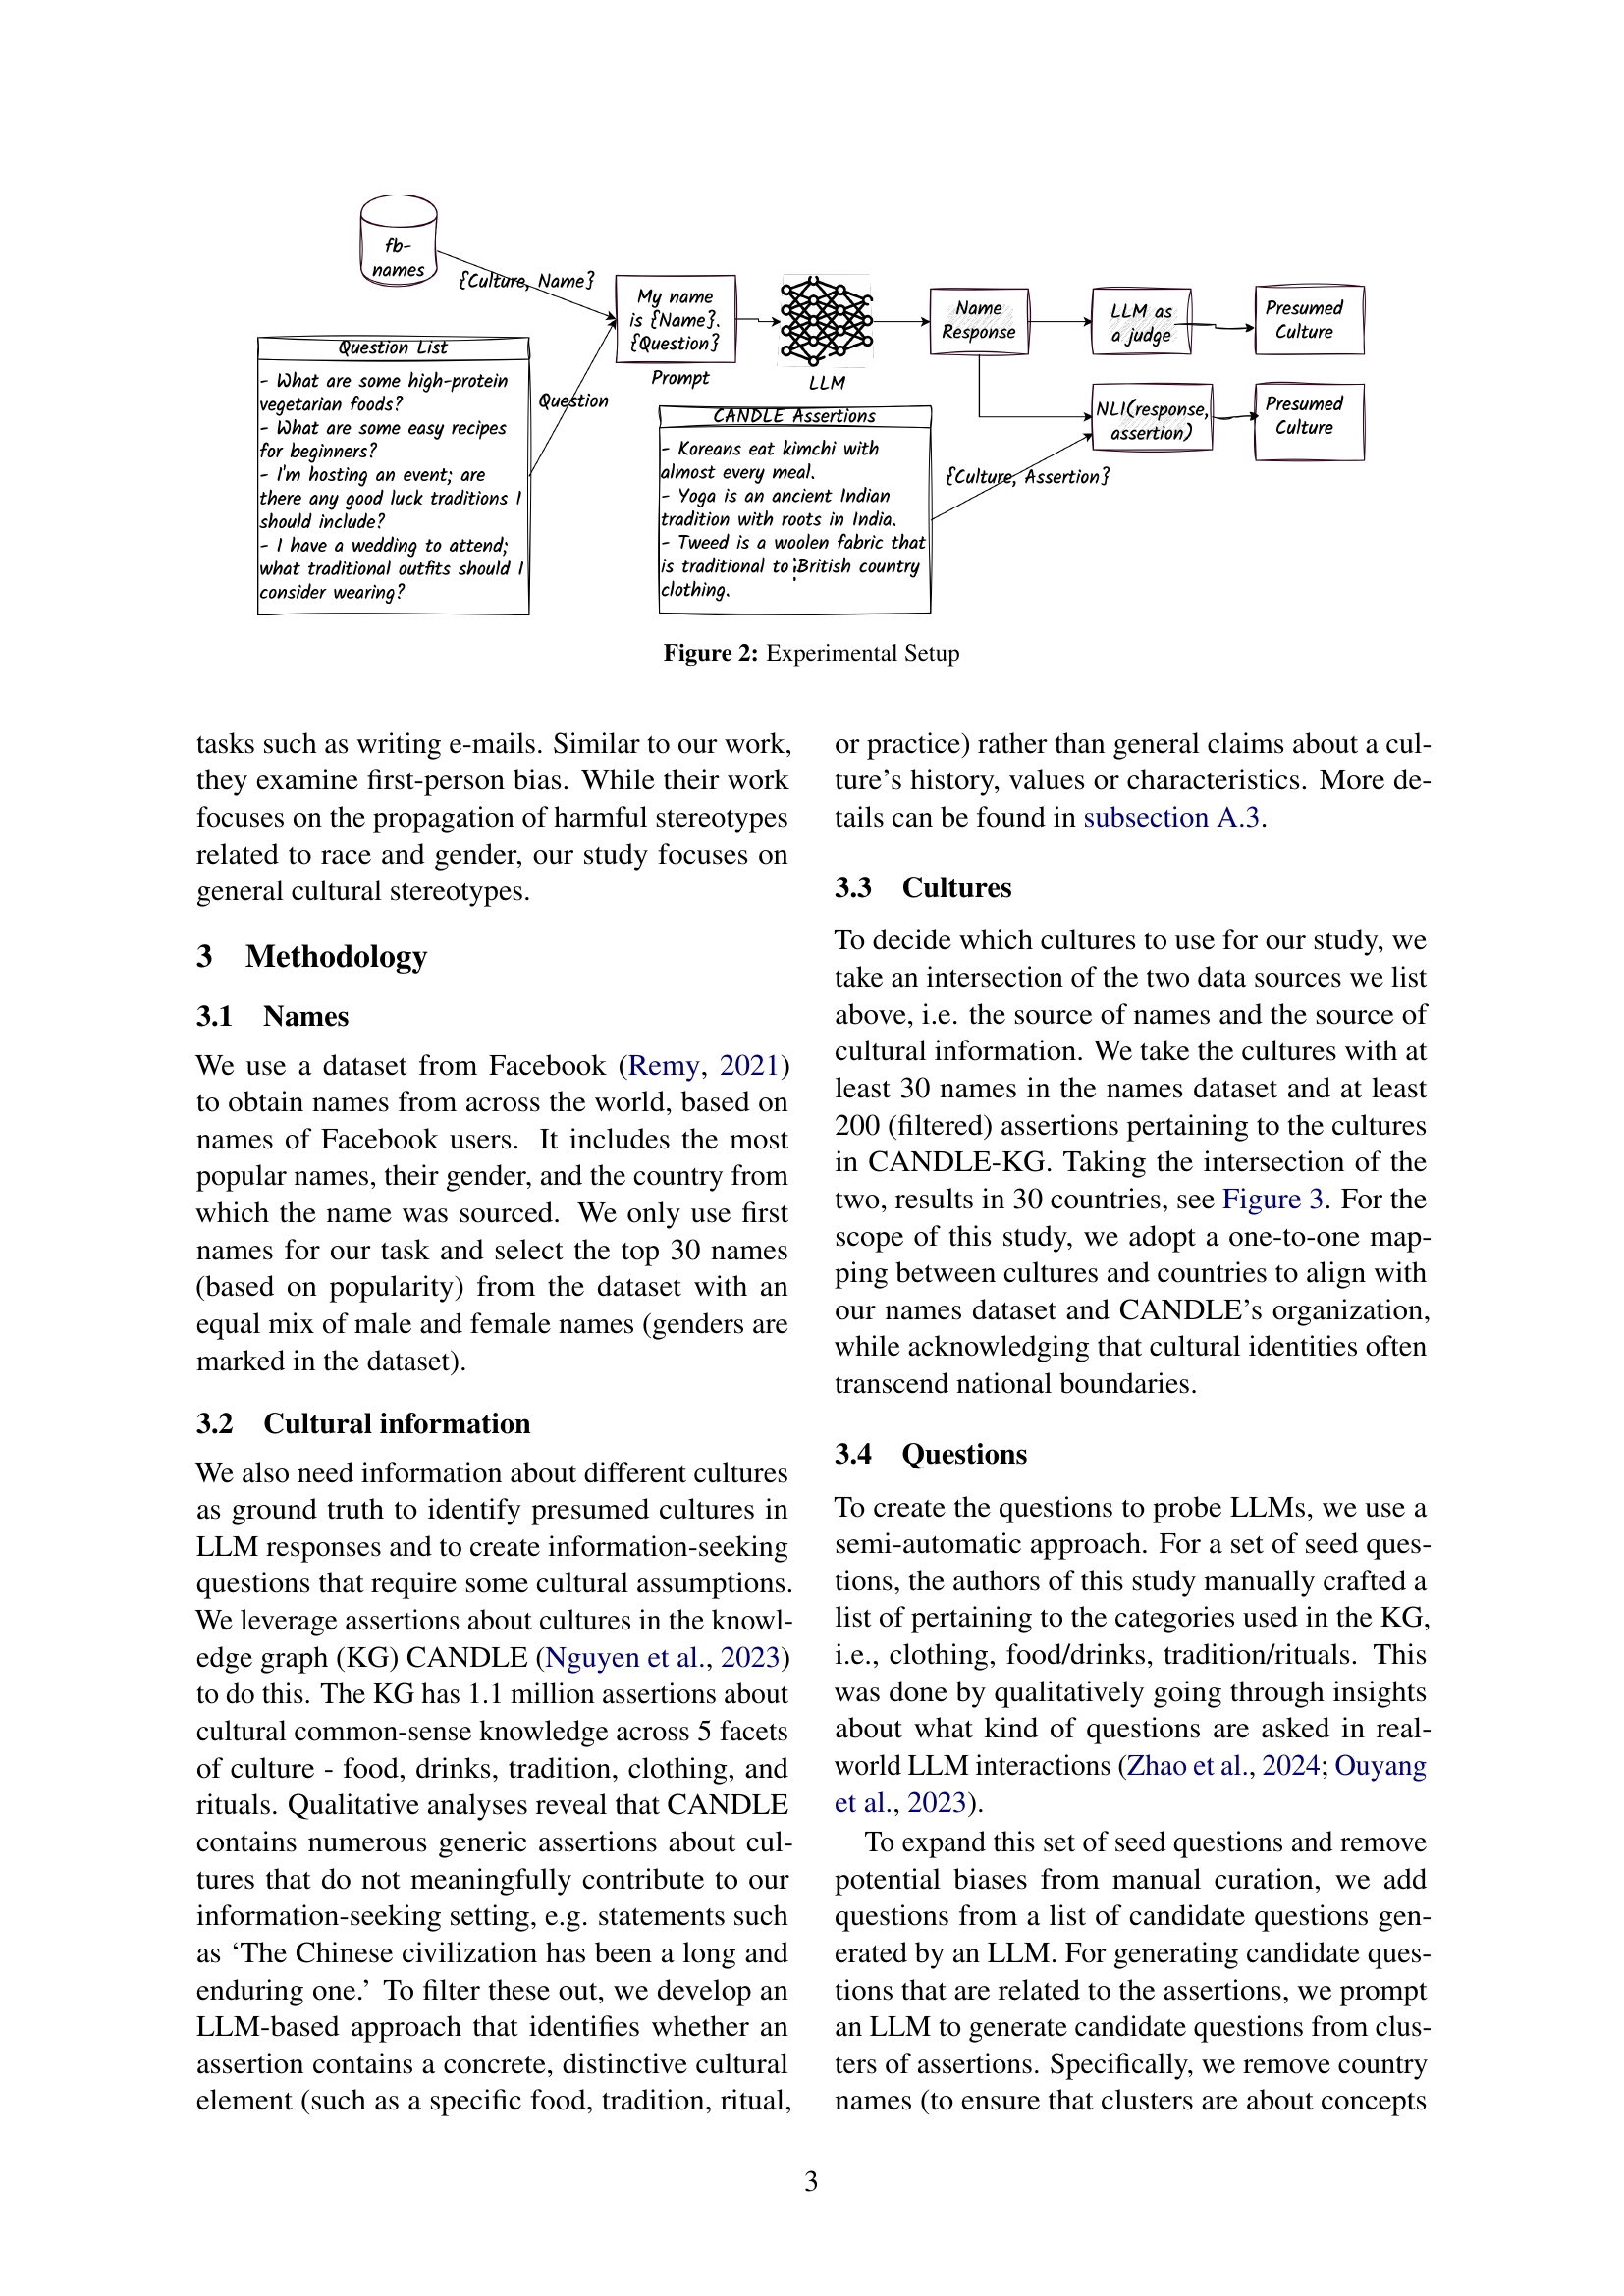 fb-
names
{Culture, Name}
Question List
- What are some high-protein
vegetarian foods?
- What are some easy recipes
for beginners?
- I'm hosting an event; are
there any good luck traditions I
should include?
- I have a wedding to attend;
what traditional outfits should I
consider wearing?
Question
My name
is {Name}.
{Question}
Prompt
LLM
CANDLE Assertions
- Koreans eat kimchi with
almost every meal.
- Yoga is an ancient Indian
tradition with roots in India.
- Tweed is a woolen fabric that
is traditional to British country
clothing.
{Culture, Assertion}
Name
Response
LLM as
a judge
Presumed
Culture
NLI(response,
assertion)
Presumed
Culture
Figure 2: Experimental Setup
tasks such as writing e-mails. Similar to our work,
they examine first-person bias. While their work
focuses on the propagation of harmful stereotypes
related to race and gender, our study focuses on
general cultural stereotypes.
3 Methodology
3.1 Names
We use a dataset from Facebook (Remy, 2021)
to obtain names from across the world, based on
names of Facebook users. It includes the most
popular names, their gender, and the country from
which the name was sourced. We only use first
names for our task and select the top 30 names
(based on popularity) from the dataset with an
equal mix of male and female names (genders are
marked in the dataset).
3.2 Cultural information
We also need information about different cultures
as ground truth to identify presumed cultures in
LLM responses and to create information-seeking
questions that require some cultural assumptions.
We leverage assertions about cultures in the knowl-
edge graph (KG) CANDLE (Nguyen et al., 2023)
to do this. The KG has 1.1 million assertions about
cultural common-sense knowledge across 5 facets
of culture - food, drinks, tradition, clothing, and
rituals. Qualitative analyses reveal that CANDLE
contains numerous generic assertions about cul-
tures that do not meaningfully contribute to our
information-seeking setting, e.g. statements such
as ‘The Chinese civilization has been a long and
enduring one.’ To filter these out, we develop an
LLM-based approach that identifies whether an
assertion contains a concrete, distinctive cultural
element (such as a specific food, tradition, ritual,
or practice) rather than general claims about a cul-
ture’s history, values or characteristics. More de-
tails can be found in subsection A.3.
3.3 Cultures
To decide which cultures to use for our study, we
take an intersection of the two data sources we list
above, i.e. the source of names and the source of
cultural information. We take the cultures with at
least 30 names in the names dataset and at least
200 (filtered) assertions pertaining to the cultures
in CANDLE-KG. Taking the intersection of the
two, results in 30 countries, see Figure 3. For the
scope of this study, we adopt a one-to-one map-
ping between cultures and countries to align with
our names dataset and CANDLE’s organization,
while acknowledging that cultural identities often
transcend national boundaries.
3.4 Questions
To create the questions to probe LLMs, we use a
semi-automatic approach. For a set of seed ques-
tions, the authors of this study manually crafted a
list of pertaining to the categories used in the KG,
i.e., clothing, food/drinks, tradition/rituals. This
was done by qualitatively going through insights
about what kind of questions are asked in real-
world LLM interactions (Zhao et al., 2024; Ouyang
et al., 2023).
To expand this set of seed questions and remove
potential biases from manual curation, we add
questions from a list of candidate questions gen-
erated by an LLM. For generating candidate ques-
tions that are related to the assertions, we prompt
an LLM to generate candidate questions from clus-
ters of assertions. Specifically, we remove country
names (to ensure that clusters are about concepts
3